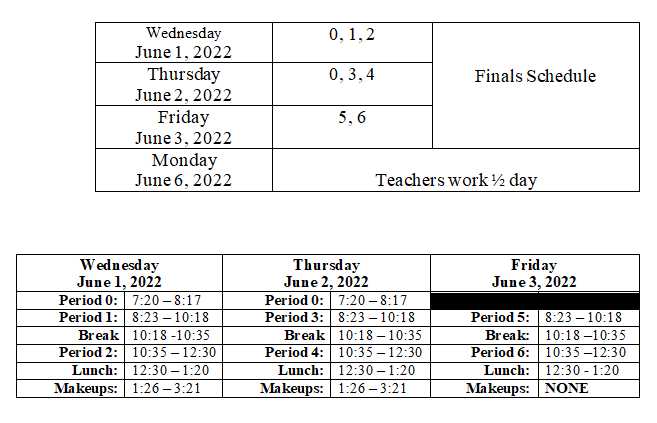 Wednesday
June 1, 2022
0, 1, 2
Thursday
June 2, 2022
0, 3, 4
Finals Schedule
Friday
June 3, 2022
5, 6
Monday
June 6, 2022
Teachers work ½ day
Wednesday
June 1, 2022
Thursday
June 2, 2022
Friday
June 3, 2022
Period 0: 7:20 – 8:17 Period 0: 7:20 – 8:17
Period 1: 8:23 – 10:18 Period 3: 8:23 – 10:18 Period 5: 8:23 – 10:18
Break 10:18 -10:35 Break 10:18 – 10:35 Break: 10:18 –10:35
Period 2: 10:35 – 12:30 Period 4: 10:35 – 12:30 Period 6: 10:35 –12:30
Lunch: 12:30 – 1:20 Lunch: 12:30 – 1:20 Lunch: 12:30 - 1:20
Makeups: 1:26 – 3:21 Makeups: 1:26 – 3:21 Makeups: NONE